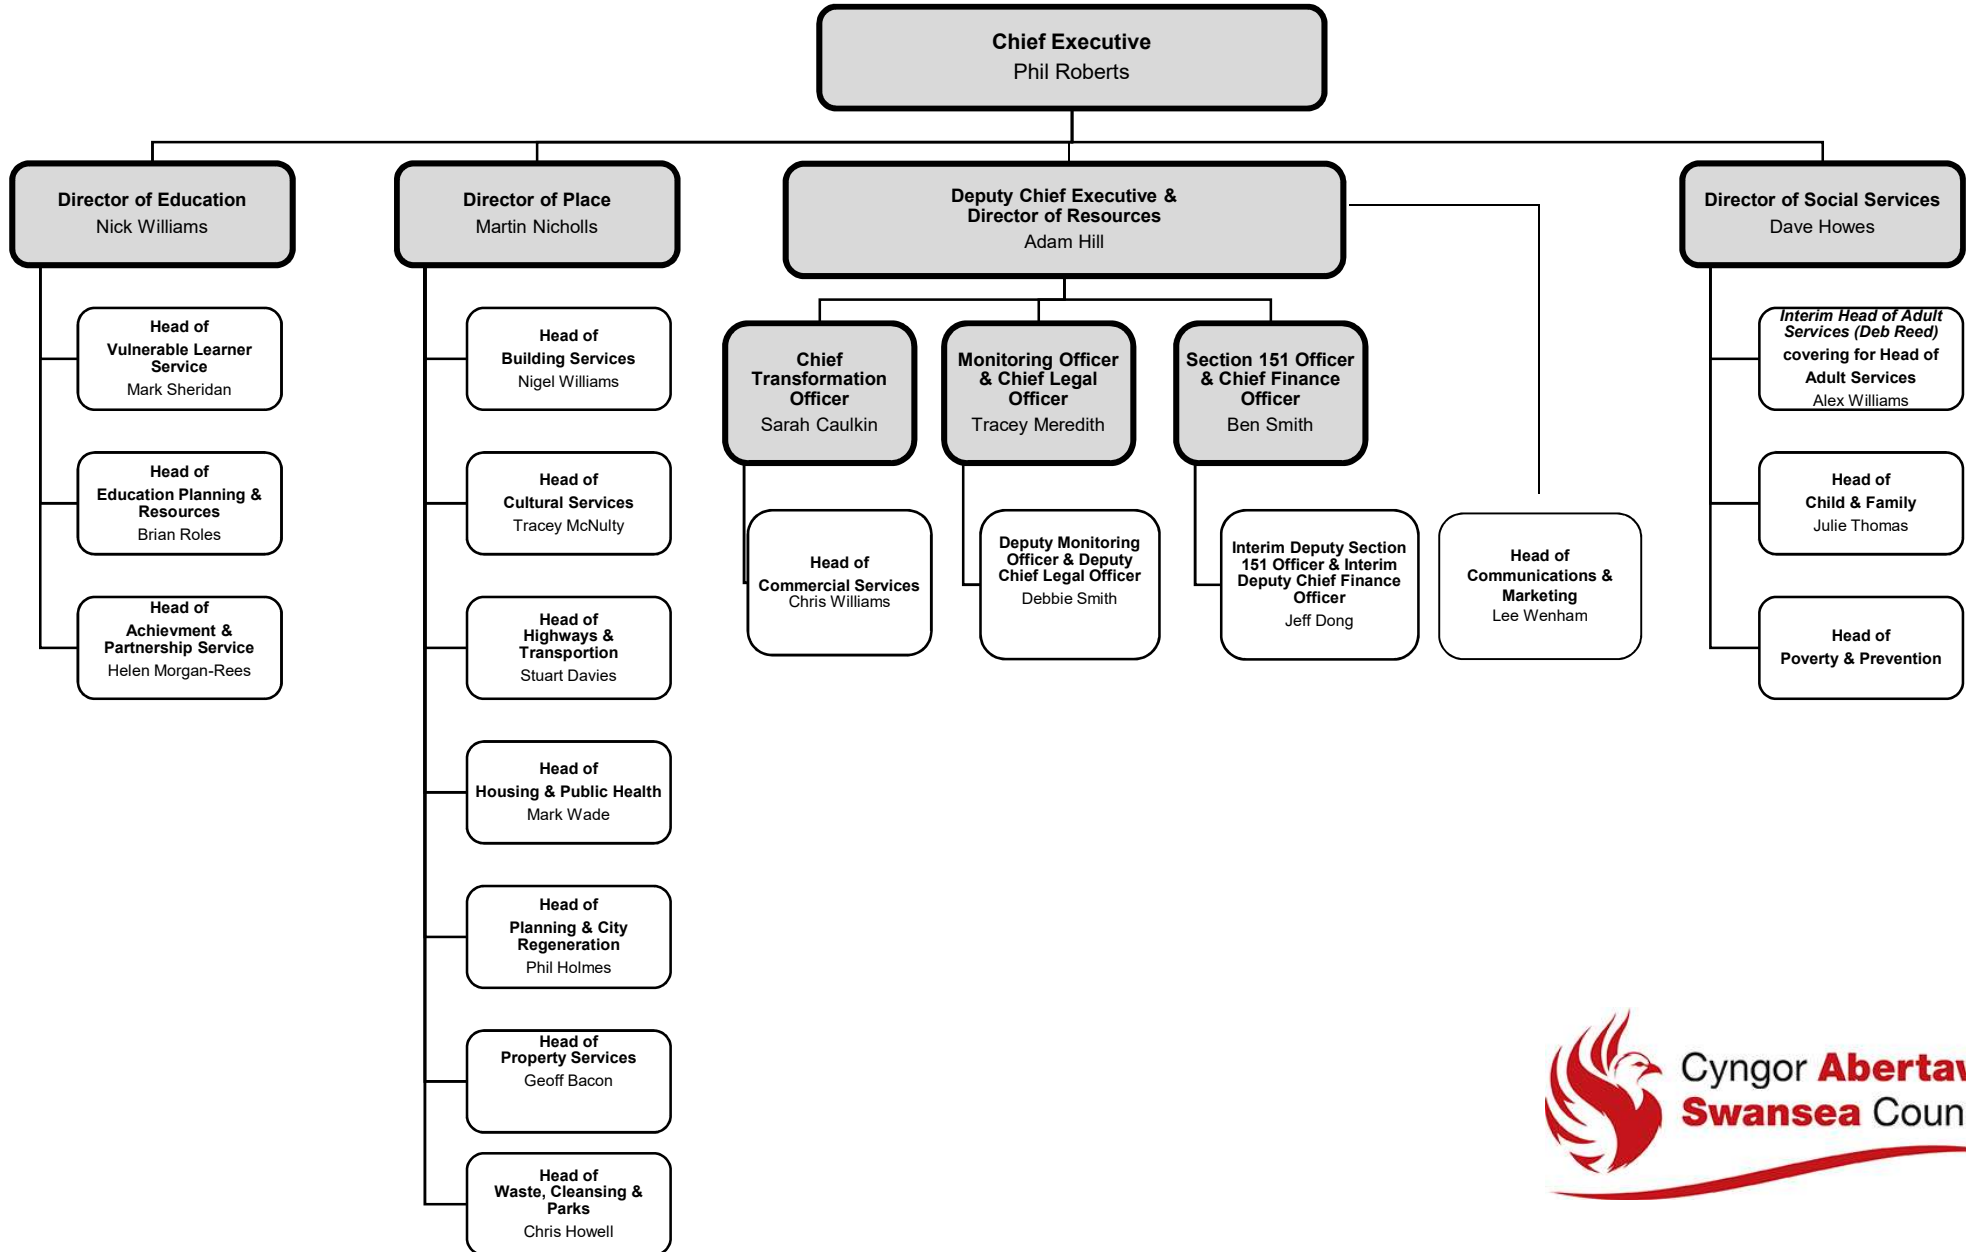 Chief Executive
Phil Roberts
Director of Education
Nick Williams
Head of
Vulnerable Learner
Service
Mark Sheridan
Head of
Education Planning &
Resources
Brian Roles
Head of
Achievment &
Partnership Service
Helen Morgan-Rees
Director of Place
Martin Nicholls
Head of
Building Services
Nigel Williams
Head of
Cultural Services
Tracey McNulty
Head of
Highways &
Transportion
Stuart Davies
Head of
Housing & Public Health
Mark Wade
Head of
Planning & City
Regeneration
Phil Holmes
Head of
Property Services
Geoff Bacon
Head of
Waste, Cleansing &
Parks
Chris Howell
Deputy Chief Executive &
Director of Resources
Adam Hill
Chief
Transformation
Officer
Sarah Caulkin
Head of
Commercial Services
Chris Williams
Monitoring Officer
& Chief Legal
Officer
Tracey Meredith
Deputy Monitoring
Officer & Deputy
Chief Legal Officer
Debbie Smith
Section 151 Officer
& Chief Finance
Officer
Ben Smith
Interim Deputy Section
151 Officer & Interim
Deputy Chief Finance
Officer
Jeff Dong
Head of
Communications &
Marketing
Lee Wenham
Director of Social Services
Dave Howes
Interim Head of Adult
Services (Deb Reed)
covering for Head of
Adult Services
Alex Williams
Head of
Child & Family
Julie Thomas
Head of
Poverty & Prevention
Cyngor Abertaw
Swansea Coun